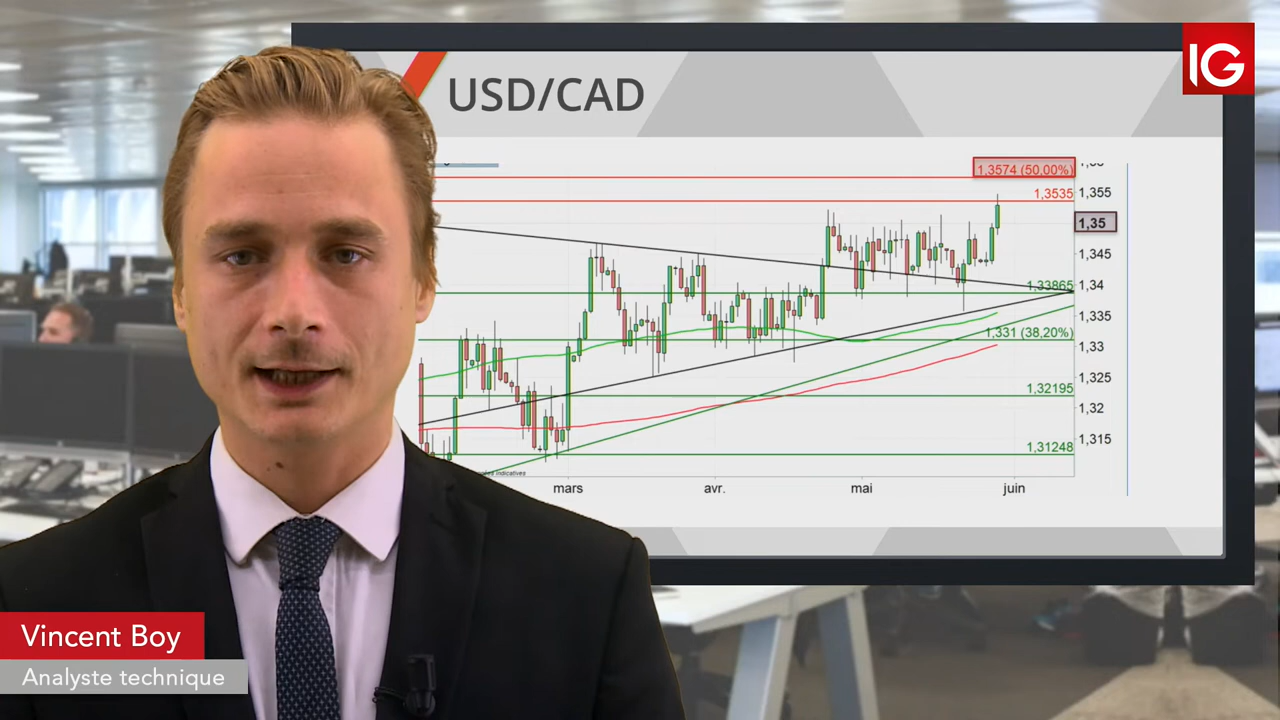 IG
USD/CAD
1,3574 (50,00%)
1,355
1,3535
1,35
1,345
1,34
1,33865
1,335
1,331 (38,20%)
1,33
1,325
1,32195
1,32
1,315
1,31248
mars
avr.
mai
juin
Vincent Boy
Analyste technique